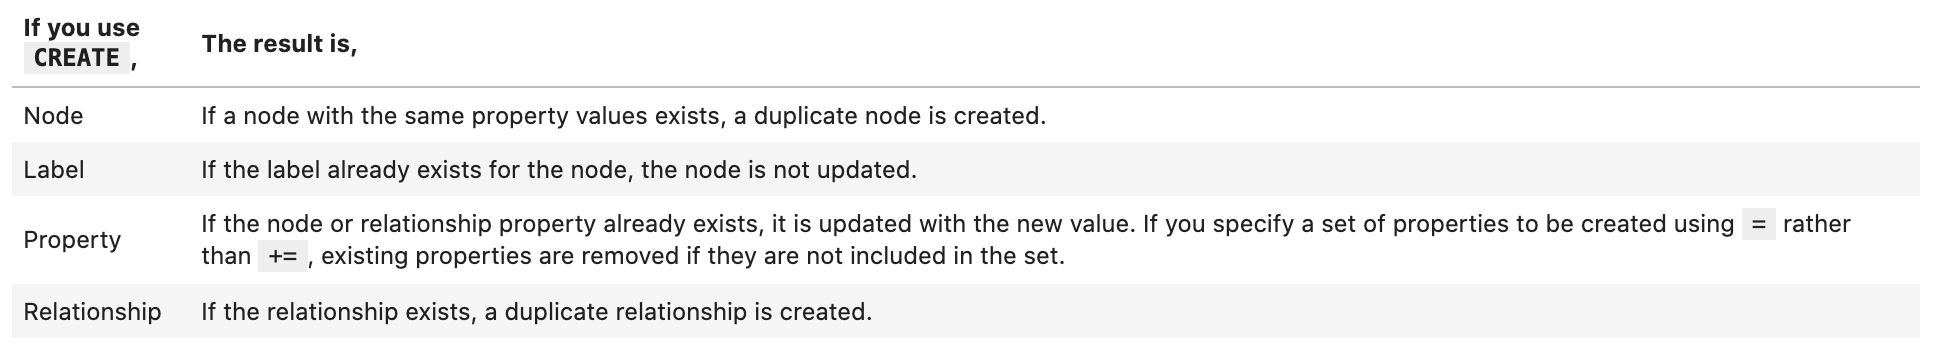 If you use
CREATE ,
The result is,
Node
If a node with the same property values exists, a duplicate node is created.
Label
If the label already exists for the node, the node is not updated.
Property
If the node or relationship property already exists, it is updated with the new value. If you specify a set of properties to be created using = rather
than += , existing properties are removed if they are not included in the set.
Relationship
If the relationship exists, a duplicate relationship is created.